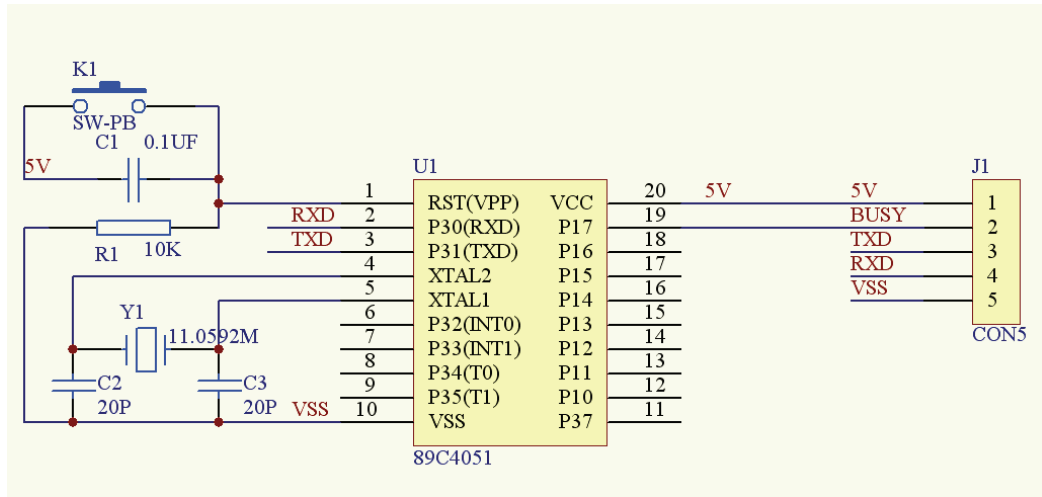 K1
SW-PB
C1 0.1UF
5V
R1 10K
Y1
11.0592M
C2
20P
C3
20P
U1
1 RST(VPP) VCC 20 5V
RXD 2 P30(RXD) P17 19
TXD 3 P31(TXD) P16 18
4 XTAL2 P15 17
5 XTAL1 P14 16
6 P32(INT0) P13 15
7 P33(INT1) P12 14
8 P34(T0) P11 13
9 P35(T1) P10 12
VSS 10 VSS P37 11
89C4051
J1
5V 1
BUSY 2
TXD 3
RXD 4
VSS 5
CON5